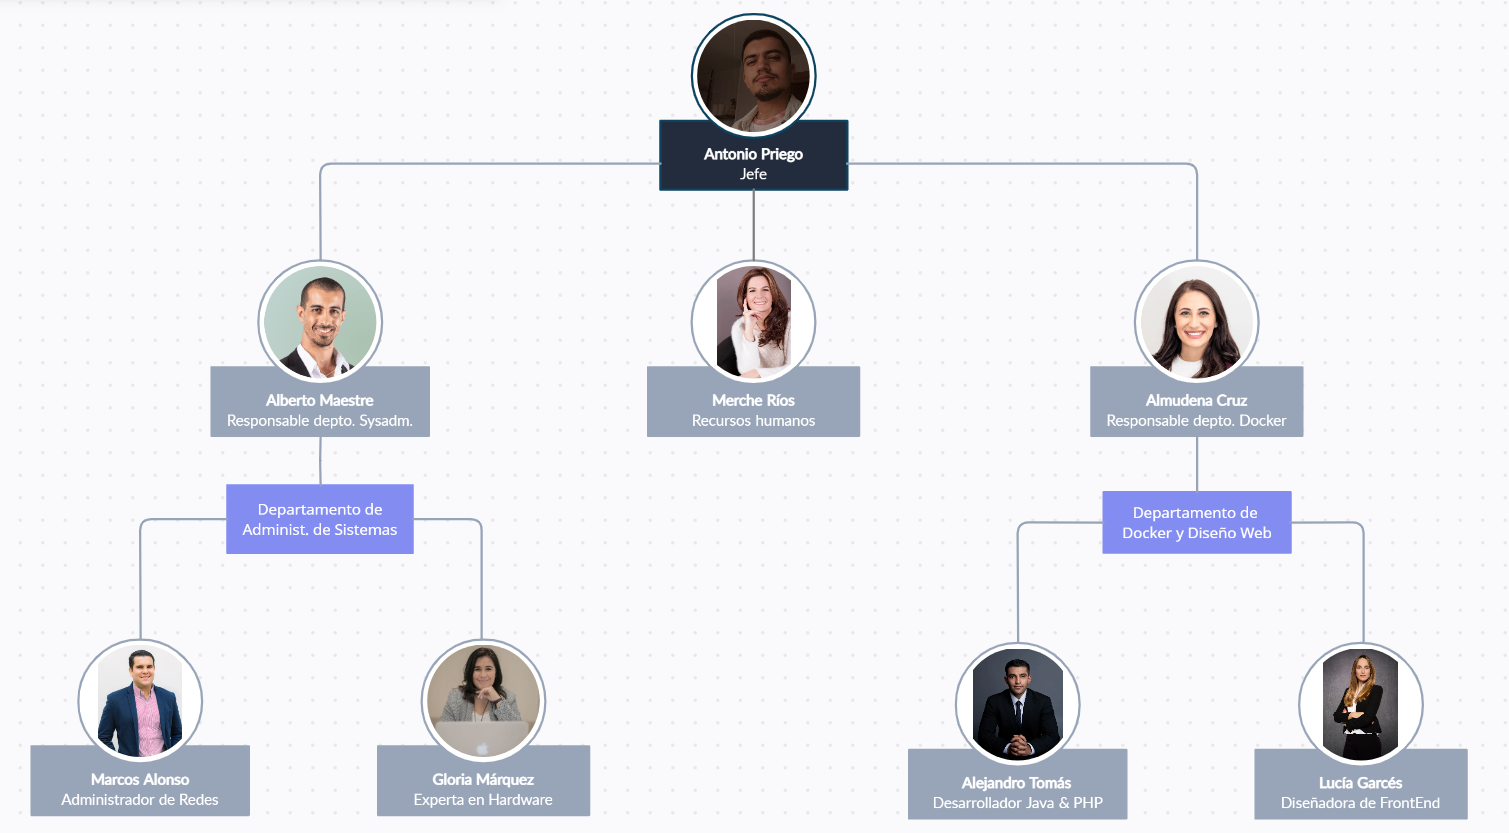 Antonio Priego
Jefe
Alberto Maestre
Responsable depto. Sysadm.
Merche Ríos
Recursos humanos
Almudena Cruz
Responsable depto. Docker
Departamento de
Administ. de Sistemas
Departamento de
Docker y Diseño Web
Marcos Alonso
Administrador de Redes
Gloria Márquez
Experta en Hardware
Alejandro Tomás
Desarrollador Java & PHP
Lucía Garcés
Diseñadora de FrontEnd